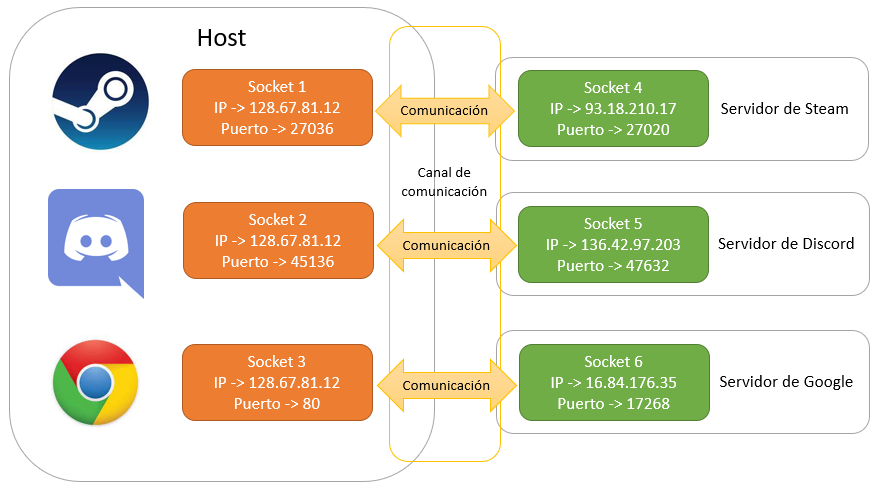 Host
Socket 1
IP -> 128.67.81.12
Puerto -> 27036
Comunicación
Socket 4
IP -> 93.18.210.17
Puerto -> 27020
Servidor de Steam
Canal de
comunicación
Socket 2
IP -> 128.67.81.12
Puerto -> 45136
Comunicación
Socket 5
IP -> 136.42.97.203
Puerto -> 47632
Servidor de Discord
Socket 3
IP -> 128.67.81.12
Puerto -> 80
Comunicación
Socket 6
IP -> 16.84.176.35
Puerto -> 17268
Servidor de Google